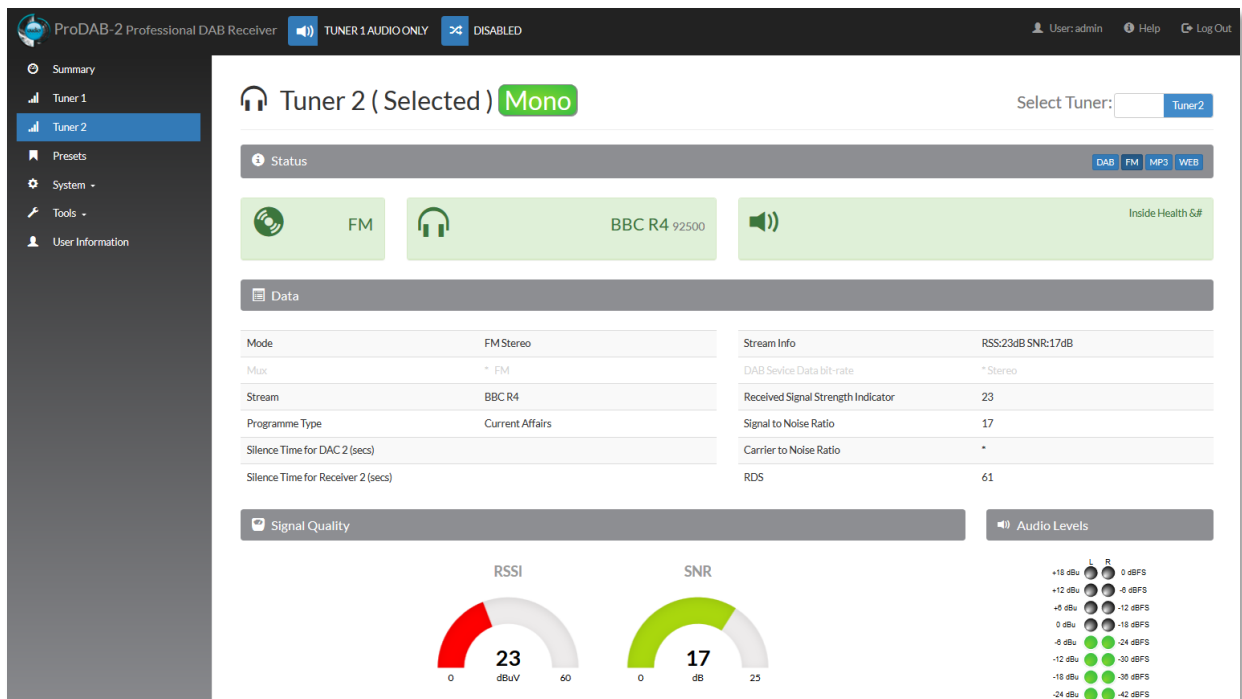 ProDAB-2 Professional DAB Receiver TUNER 1 AUDIO ONLY DISABLED User: admin Help Log Out
Summary
Tuner 1
Tuner 2
Presets
System
Tools
User Information
Tuner 2 ( Selected ) Mono
Select Tuner: Tuner2
Status DAB FM MP3 WEB
FM
BBC R4 92500
Inside Health &#
Data
Mode FM Stereo
Mux * FM
Stream BBC R4
Programme Type Current Affairs
Silence Time for DAC 2 (secs)
Silence Time for Receiver 2 (secs)
Stream Info RSS:23dB SNR:17dB
DAB Sevice Data bit-rate * Stereo
Received Signal Strength Indicator 23
Signal to Noise Ratio 17
Carrier to Noise Ratio *
RDS 61
Signal Quality
RSSI
23
0 dBuV 60
SNR
17
0 dB 25
Audio Levels
L R
+18 dBu 0 dBFS
+12 dBu -6 dBFS
+6 dBu -12 dBFS
0 dBu -18 dBFS
-6 dBu -24 dBFS
-12 dBu -30 dBFS
-18 dBu -36 dBFS
-24 dBu -42 dBFS